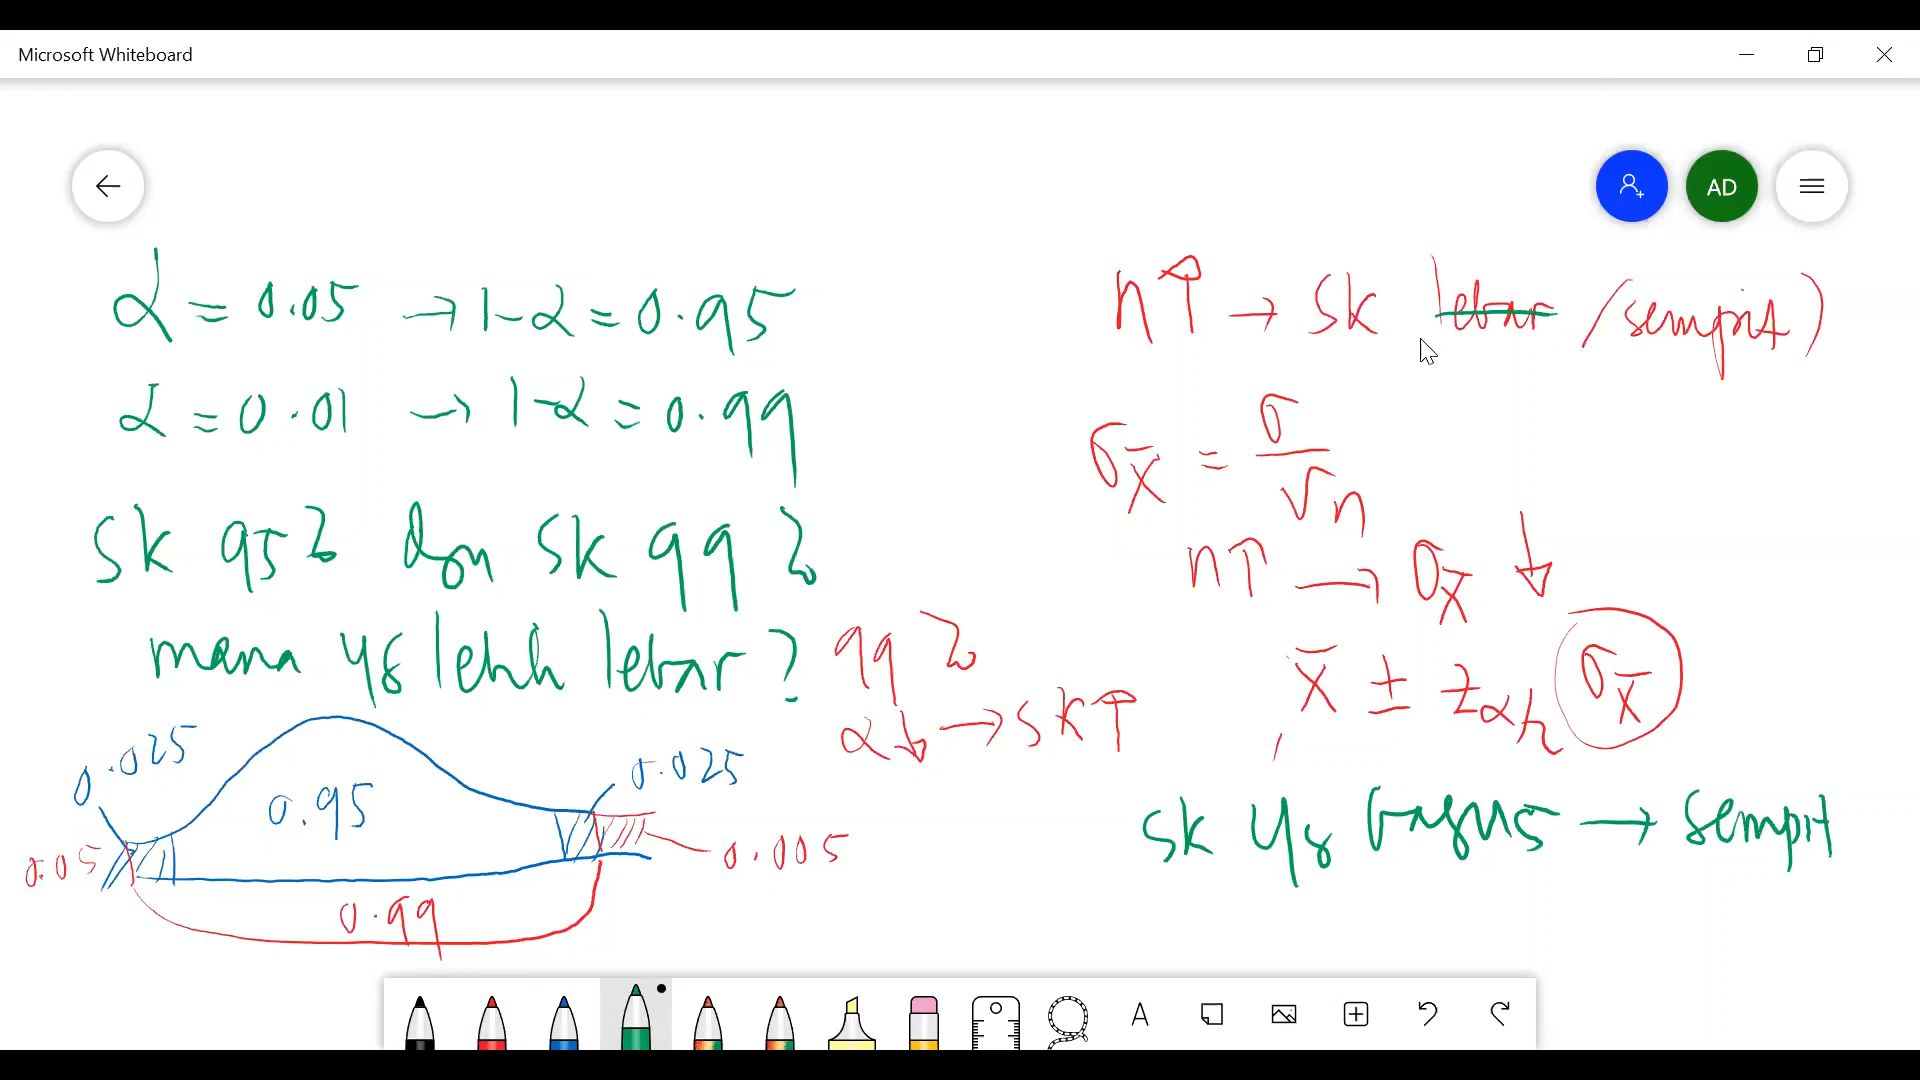 Microsoft Whiteboard
AD
α = 0.05 → 1-α = 0.95
α = 0.01 → 1-α = 0.99
SK 95% dgn SK 99%
mana yg lebih lebar? 99%
α↓ → SK↑
0.025
0.95
0.025
0.05
0.005
0.99
n↑ → SK lebar /sempit)
σx̄ = σ/√n
n↑ → σx̄ ↓
x̄ ± zα/2 σx̄
SK yg bagus → sempit
A